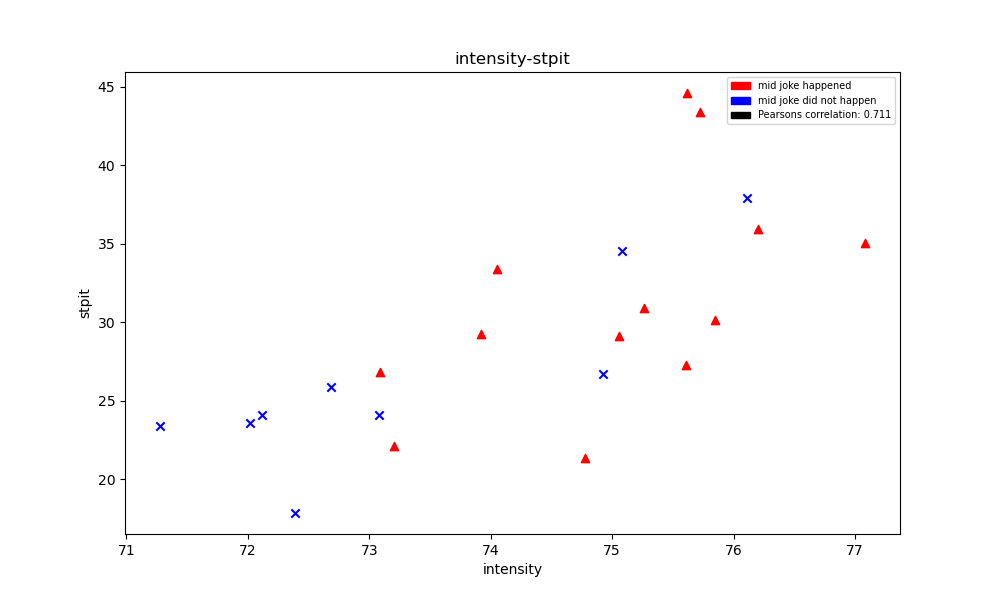 intensity-stpit
mid joke happened
mid joke did not happen
Pearsons correlation: 0.711
45
40
35
30
25
20
stpit
71 72 73 74 75 76 77
intensity